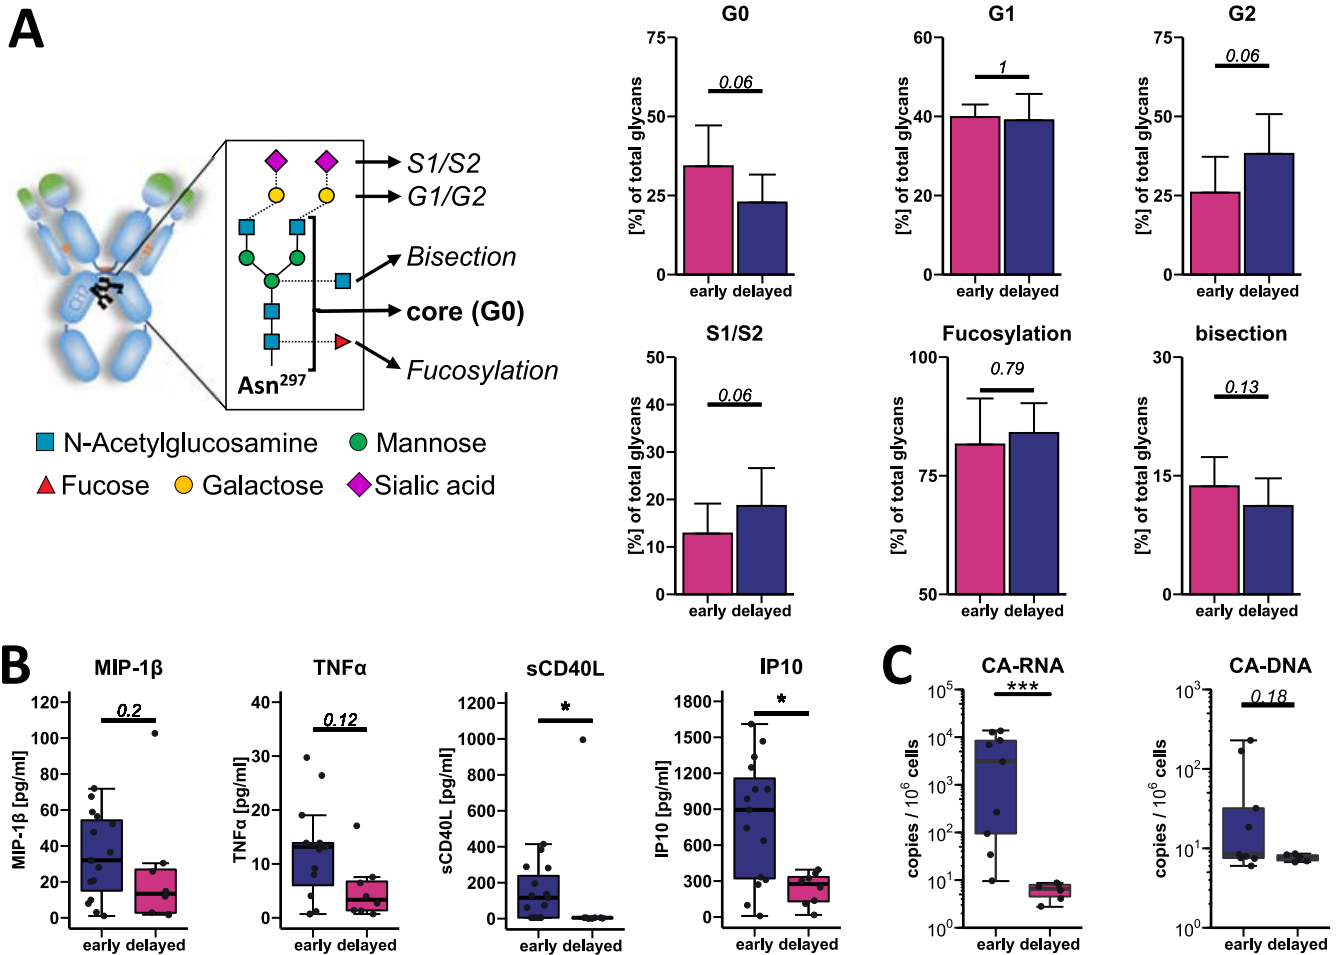 A
S1/S2
G1/G2
Bisection
core (G0)
Fucosylation
Asn297
CH2
N-Acetylglucosamine
Mannose
Fucose
Galactose
Sialic acid
G0
[%] of total glycans
75
50
25
0
0.06
early delayed
G1
[%] of total glycans
60
40
20
0
1
early delayed
G2
[%] of total glycans
75
50
25
0
0.06
early delayed
S1/S2
[%] of total glycans
50
40
30
20
10
0
0.06
early delayed
Fucosylation
[%] of total glycans
100
75
50
0.79
early delayed
bisection
[%] of total glycans
30
15
0
0.13
early delayed
B
MIP-1β
MIP-1β [pg/ml]
120
100
80
60
40
20
0
0.2
early delayed
TNFα
TNFα [pg/ml]
40
30
20
10
0
0.12
early delayed
sCD40L
sCD40L [pg/ml]
1200
1000
800
600
400
200
0
*
early delayed
IP10
IP10 [pg/ml]
1800
1500
1200
900
600
300
0
*
early delayed
C
CA-RNA
copies / 10^6 cells
10^5
10^4
10^3
10^2
10^1
10^0
***
early delayed
CA-DNA
copies / 10^6 cells
10^3
10^2
10^1
10^0
0.18
early delayed